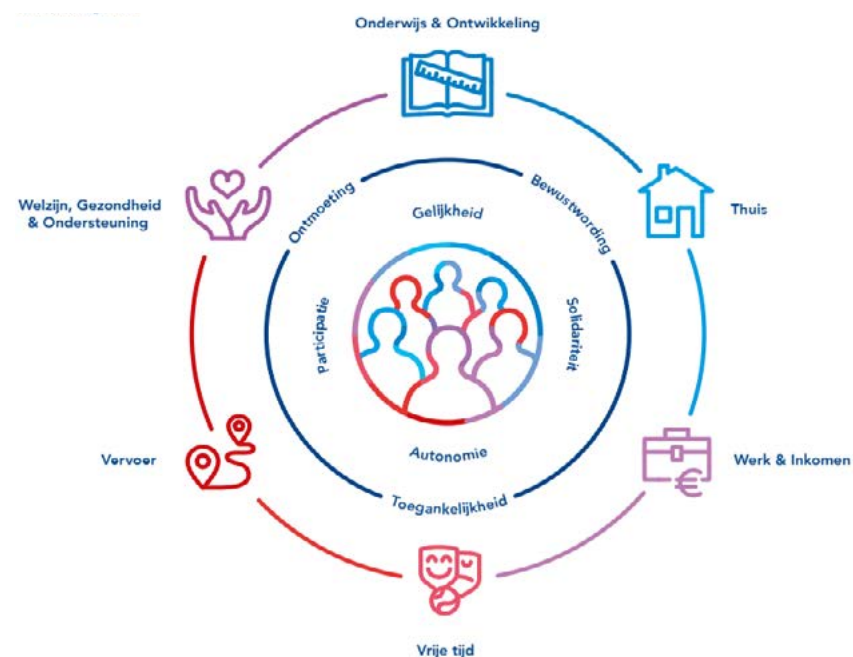 Onderwijs & Ontwikkeling
Thuis
Werk & Inkomen
Vrije tijd
Vervoer
Welzijn, Gezondheid
& Ondersteuning
Ontmoeting
Bewustwording
Toegankelijkheid
Gelijkheid
Solidariteit
Autonomie
Participatie